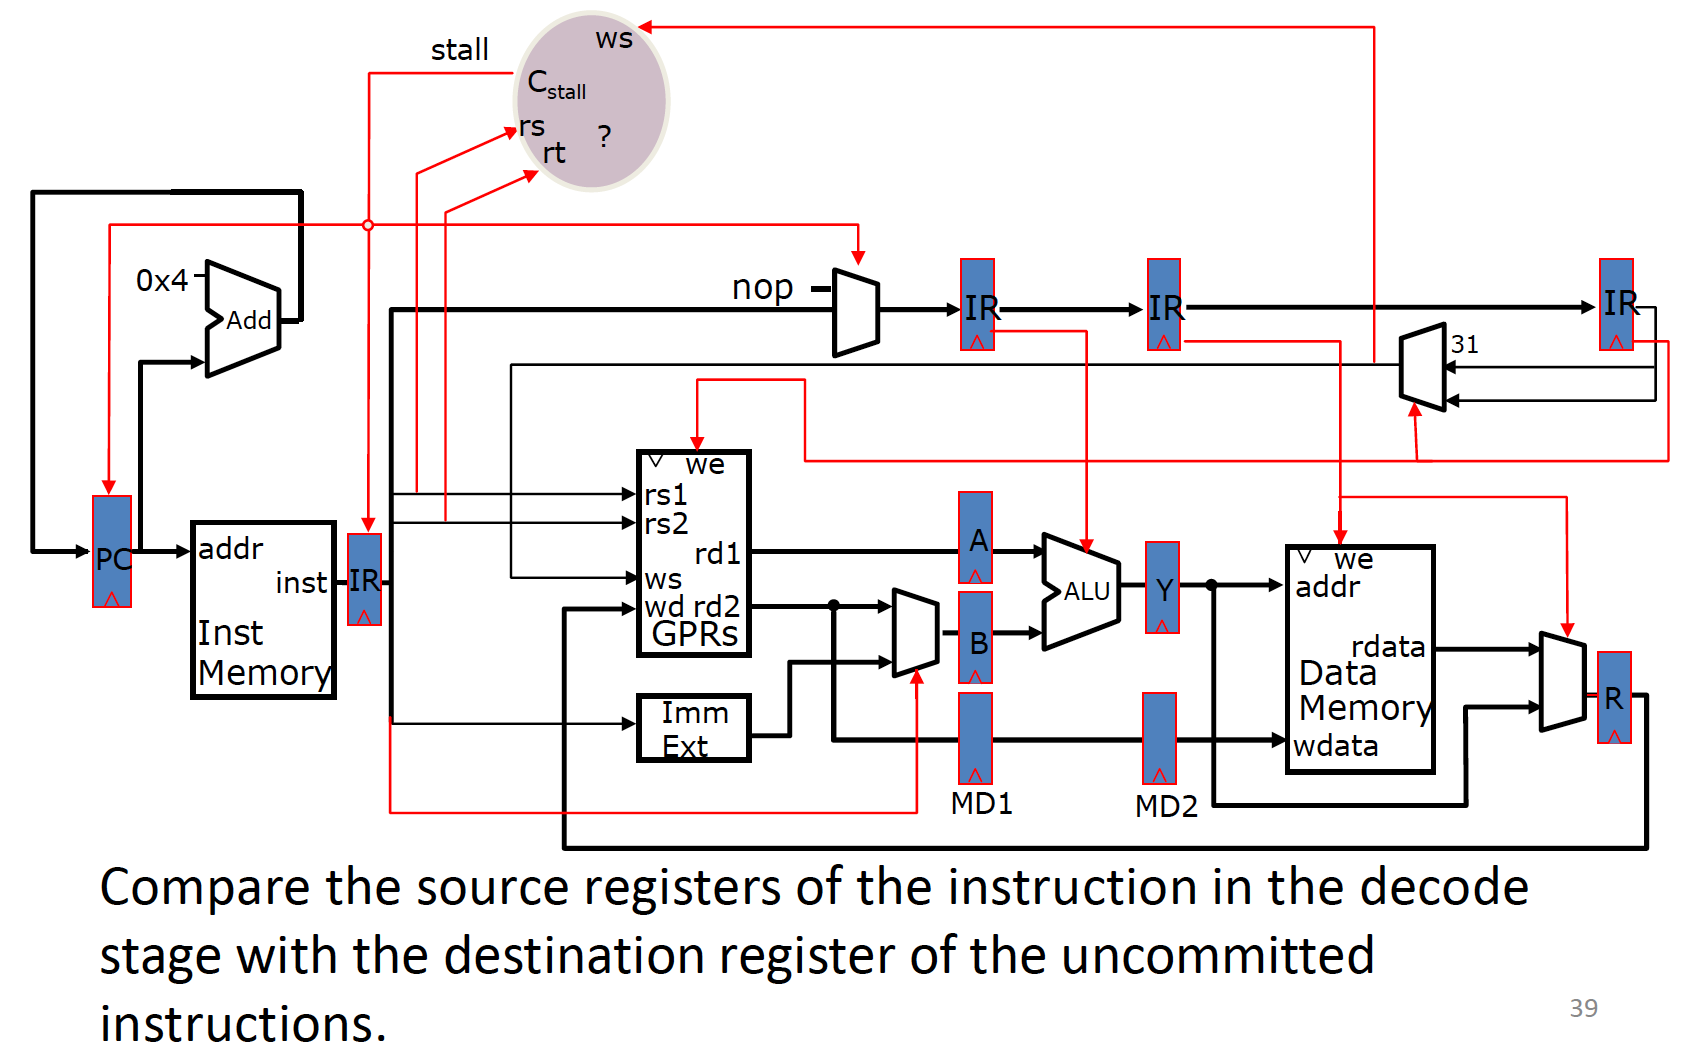 ws
stall
C stall
rs
?
rt
0x4
Add
nop
IR
IR
IR
31
we
rs1
rs2
rd1
ws
wd rd2
GPRs
PC
addr
inst
Inst
Memory
IR
A
B
ALU
Y
we
addr
rdata
Data
Memory
wdata
R
Imm
Ext
MD1
MD2
Compare the source registers of the instruction in the decode
stage with the destination register of the uncommitted
instructions.
39